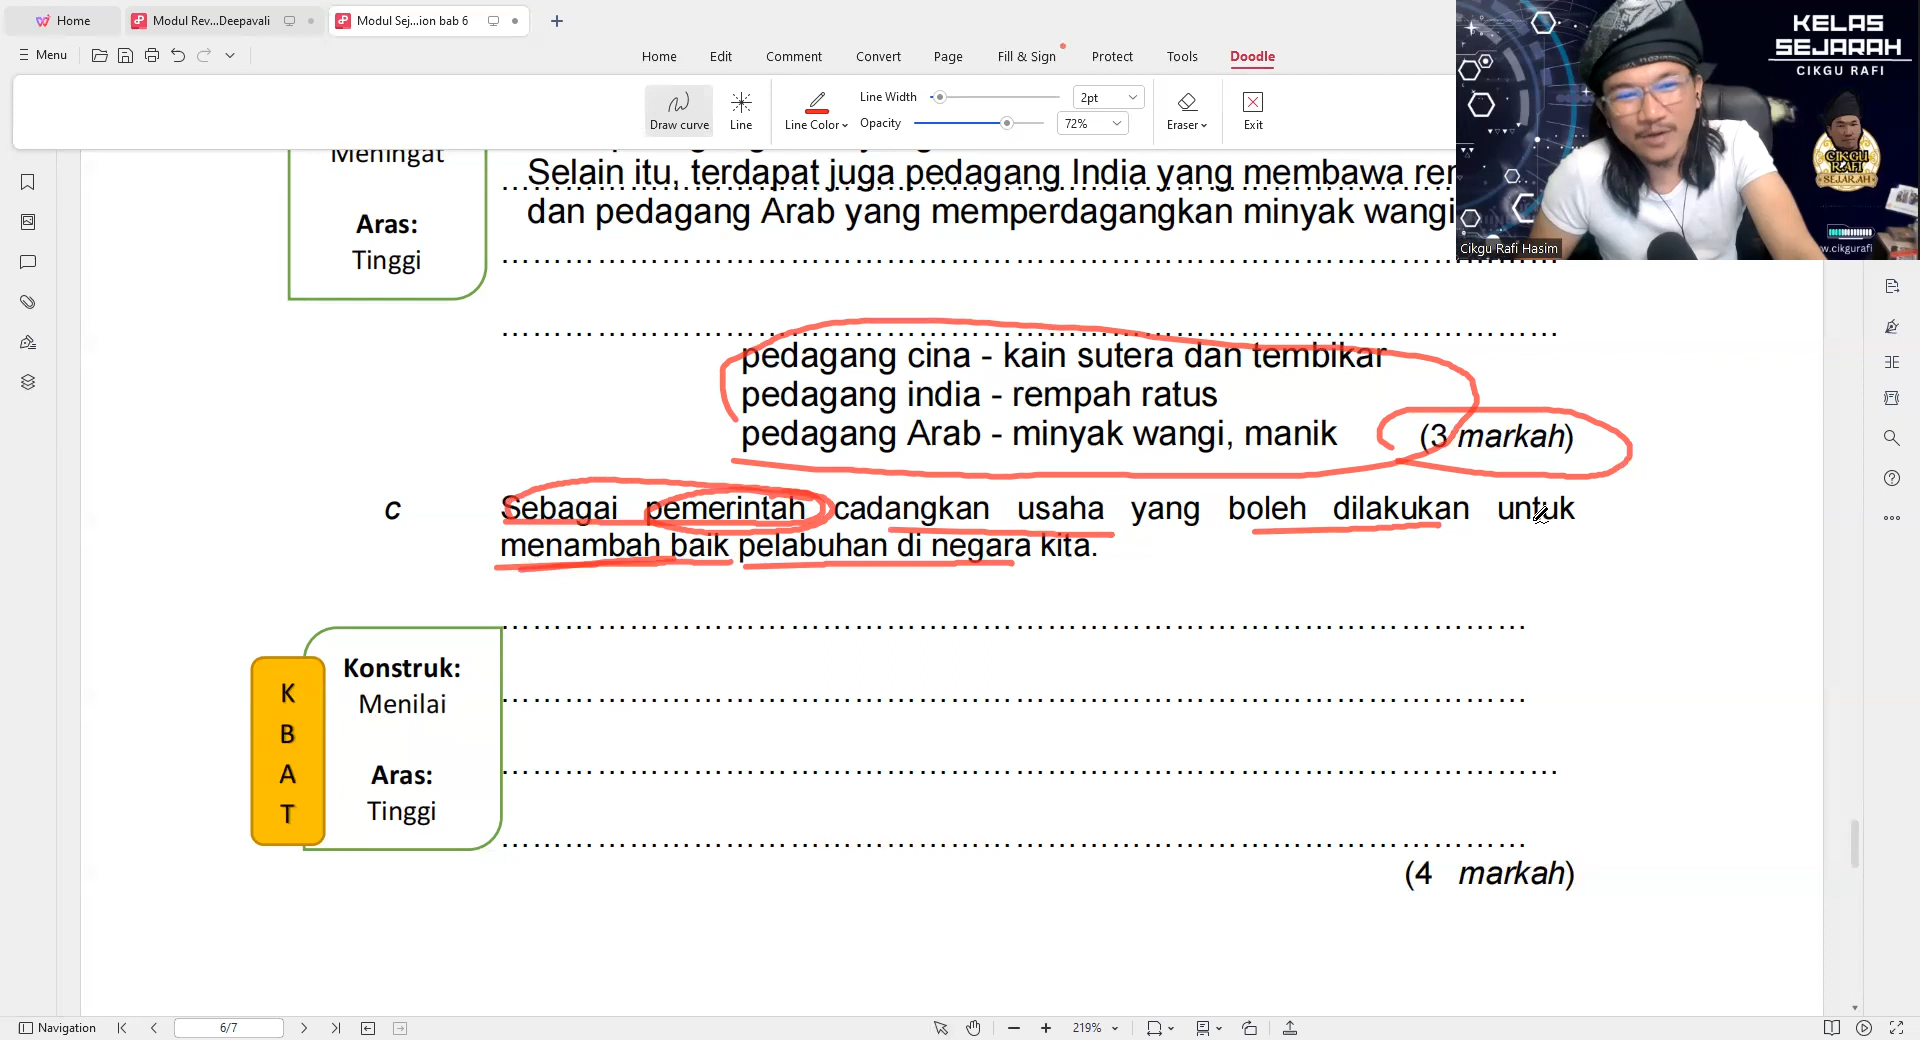 Home
Modul Rev...Deepavali
Modul Sej...ion bab 6
Menu
Home
Edit
Comment
Convert
Page
Fill & Sign
Protect
Tools
Doodle
Draw curve
Line
Line Color
Line Width
2pt
Opacity
72%
Eraser
Exit
KELAS
SEJARAH
CIKGU RAFI
CIKGU
RAFI
SEJARAH
Cikgu Rafi Hasim
w.cikgurafi
Mengingat
Aras:
Tinggi
Selain itu, terdapat juga pedagang India yang membawa
dan pedagang Arab yang memperdagangkan minyak wangi
pedagang cina - kain sutera dan tembikar
pedagang india - rempah ratus
pedagang Arab - minyak wangi, manik
(3 markah)
c Sebagai pemerintah cadangkan usaha yang boleh dilakukan untuk
menambah baik pelabuhan di negara kita.
K
B
A
T
Konstruk:
Menilai
Aras:
Tinggi
(4 markah)
Navigation
6/7
219%